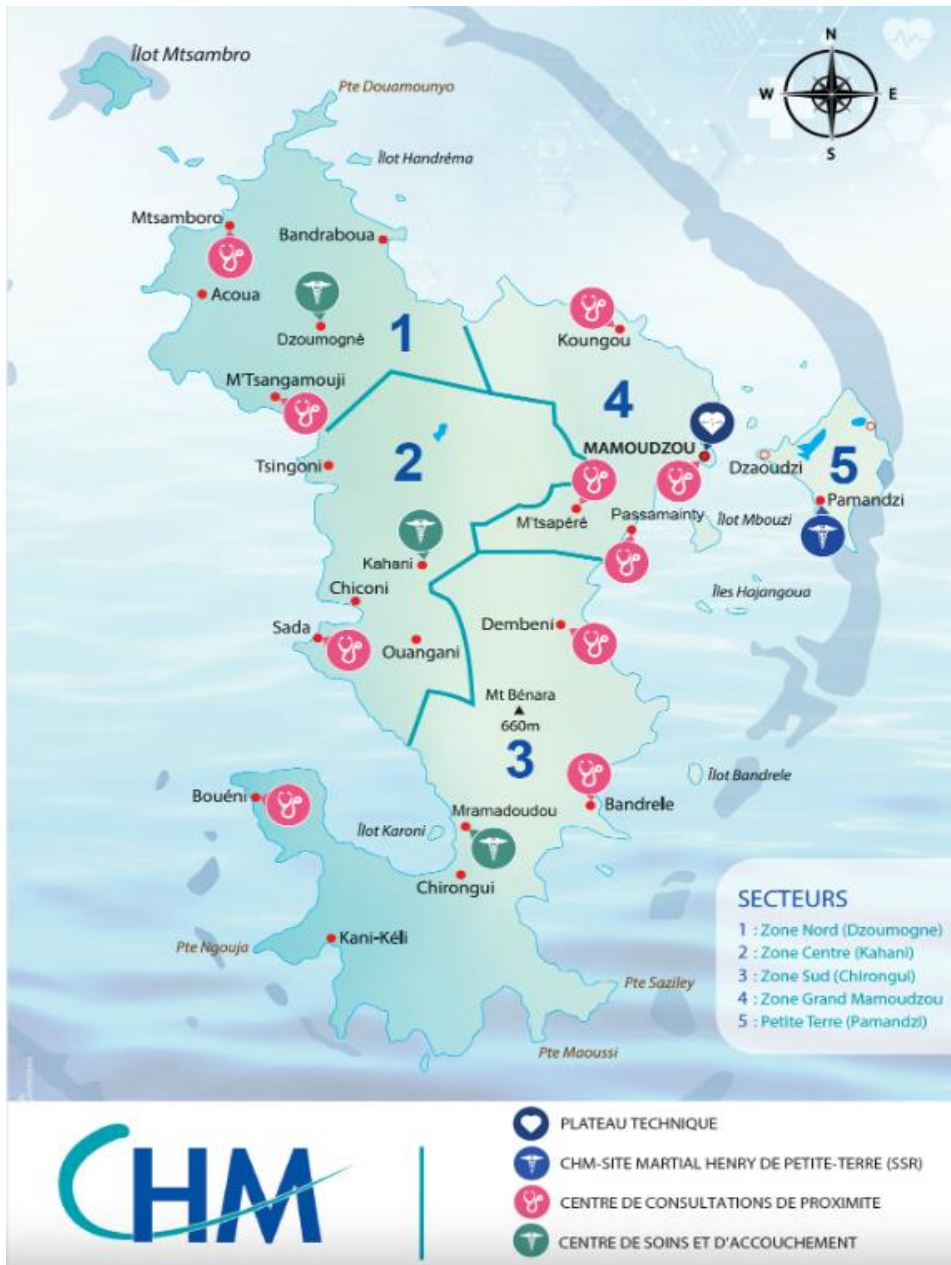 Îlot Mtsambro
N
Pte Douamounyo
W
E
S
Îlot Handréma
Mtsamboro
Bandraboua
Acoua
Dzoumogné
1
Koungou
M'Tsangamouji
4
MAMOUDZOU
2
Tsingoni
Dzaoudzi
5
Pamandzi
M'tsapéré
Passamainty
Îlot Mbouzi
Kahani
Îles Hajangoua
Chiconi
Sada
Ouangani
Dembeni
Mt Bénara
660m
3
Îlot Bandrele
Bouéni
Bandrele
Mramadoudou
Îlot Karoni
Chirongui
SECTEURS
1 : Zone Nord (Dzoumogne)
2 : Zone Centre (Kahani)
3 : Zone Sud (Chirongui)
4 : Zone Grand Mamoudzou
5 : Petite Terre (Pamandzi)
Kani-Kéli
Pte Ngouja
Pte Saziley
Pte Maoussi
CHM
PLATEAU TECHNIQUE
CHM-SITE MARTIAL HENRY DE PETITE-TERRE (SSR)
CENTRE DE CONSULTATIONS DE PROXIMITE
CENTRE DE SOINS ET D'ACCOUCHEMENT